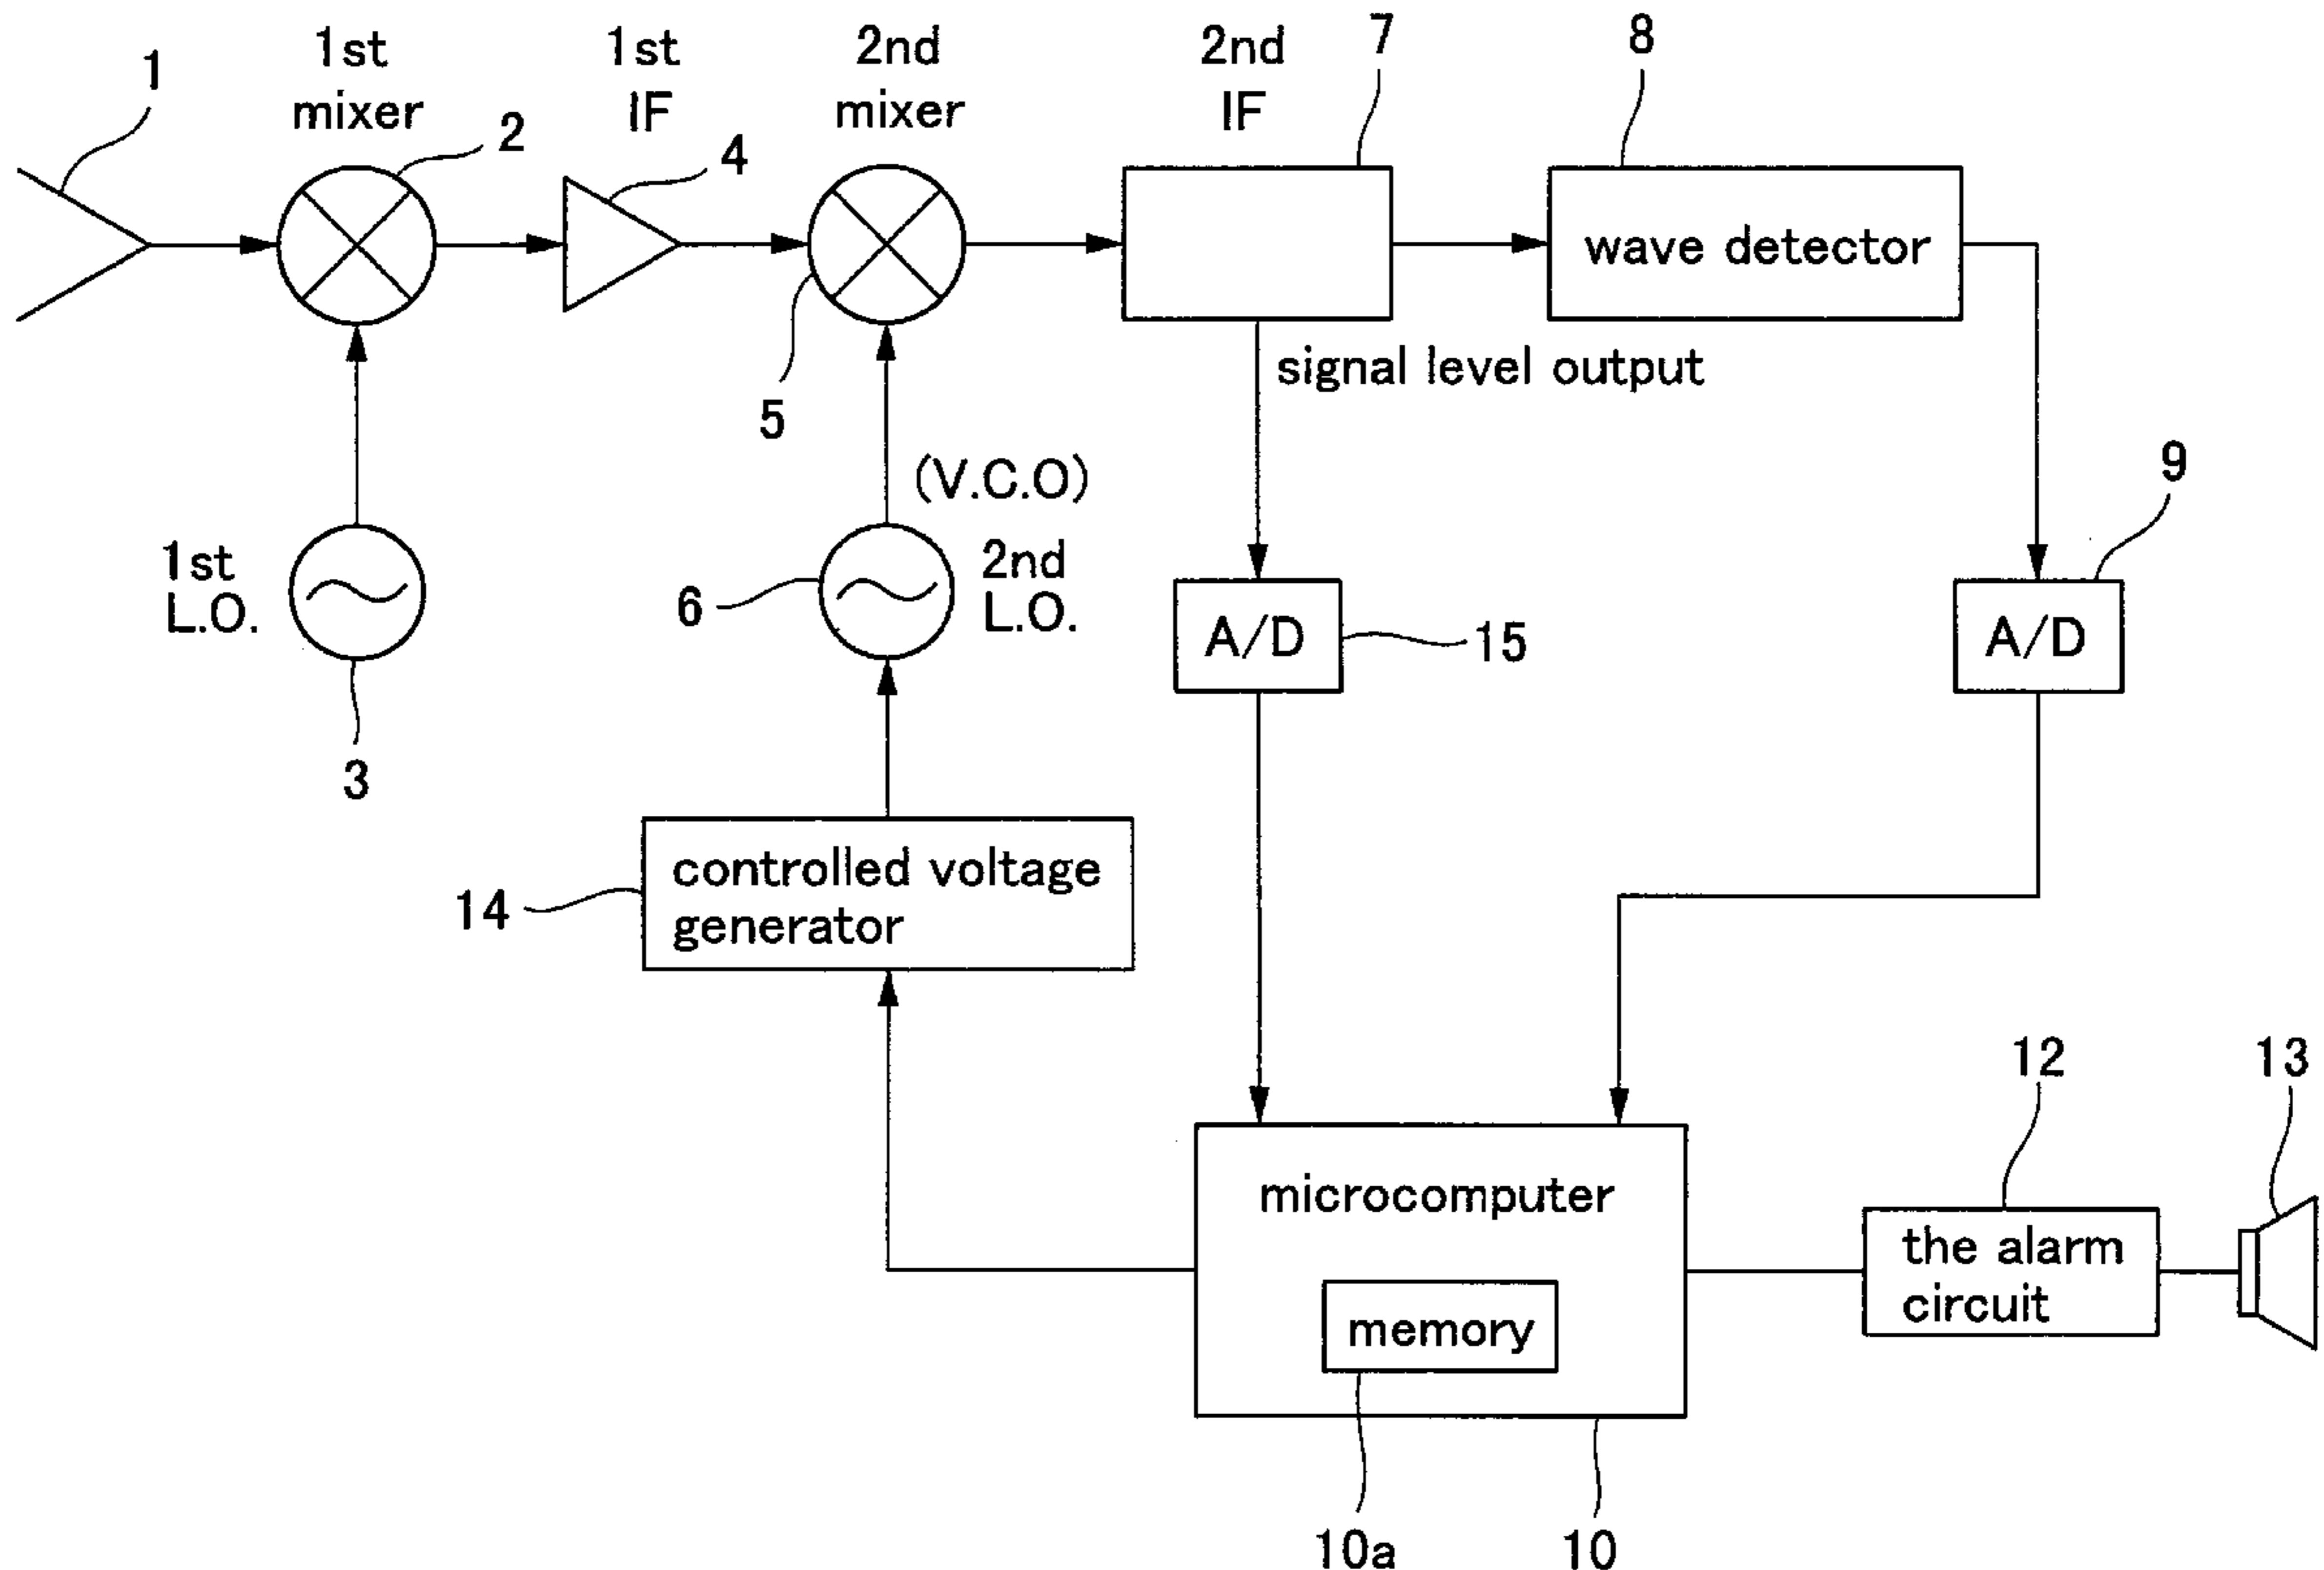 1
1st
mixer
2
1st
IF
4
2nd
mixer
5
2nd
IF
7
8
wave detector
signal level output
(V.C.O)
9
1st
L.O.
3
6
2nd
L.O.
A/D
15
A/D
14
controlled voltage
generator
12
13
microcomputer
the alarm
circuit
memory
10a
10